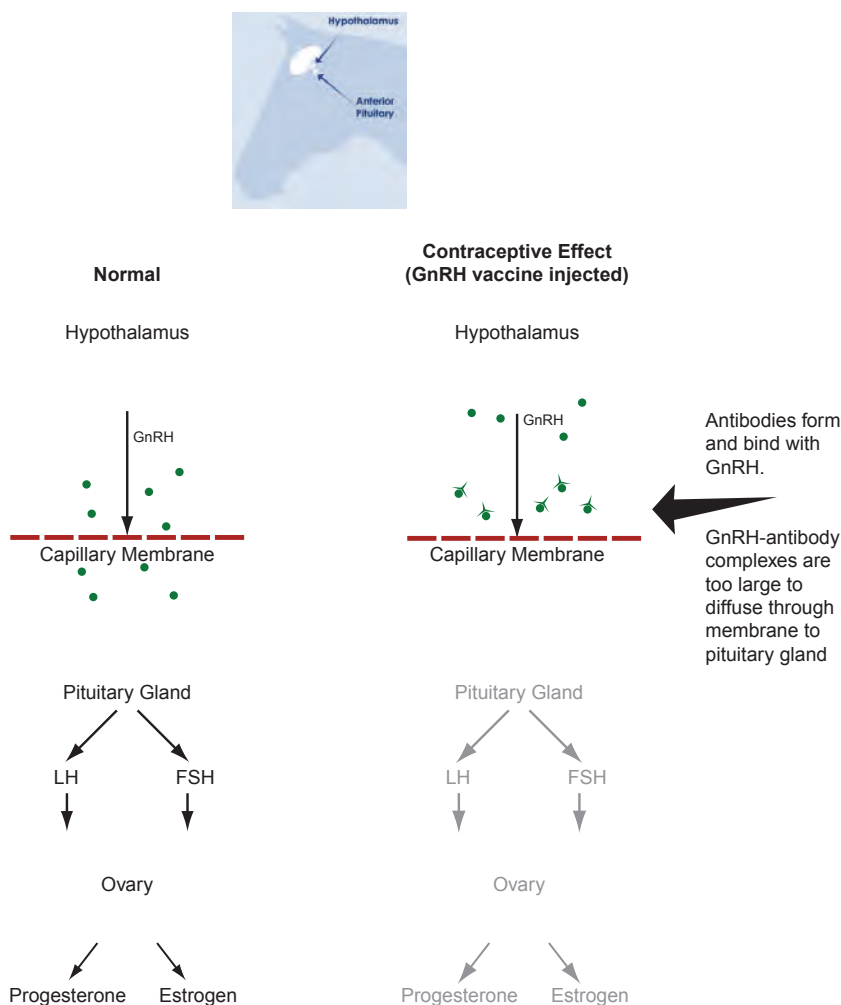 Hypothalamus
Anterior
Pituitary
Normal
Hypothalamus
GnRH
Capillary Membrane
Pituitary Gland
LH
FSH
Ovary
Progesterone
Estrogen
Contraceptive Effect
(GnRH vaccine injected)
Hypothalamus
GnRH
Capillary Membrane
Pituitary Gland
LH
FSH
Ovary
Progesterone
Estrogen
Antibodies form
and bind with
GnRH.
GnRH-antibody
complexes are
too large to
diffuse through
membrane to
pituitary gland